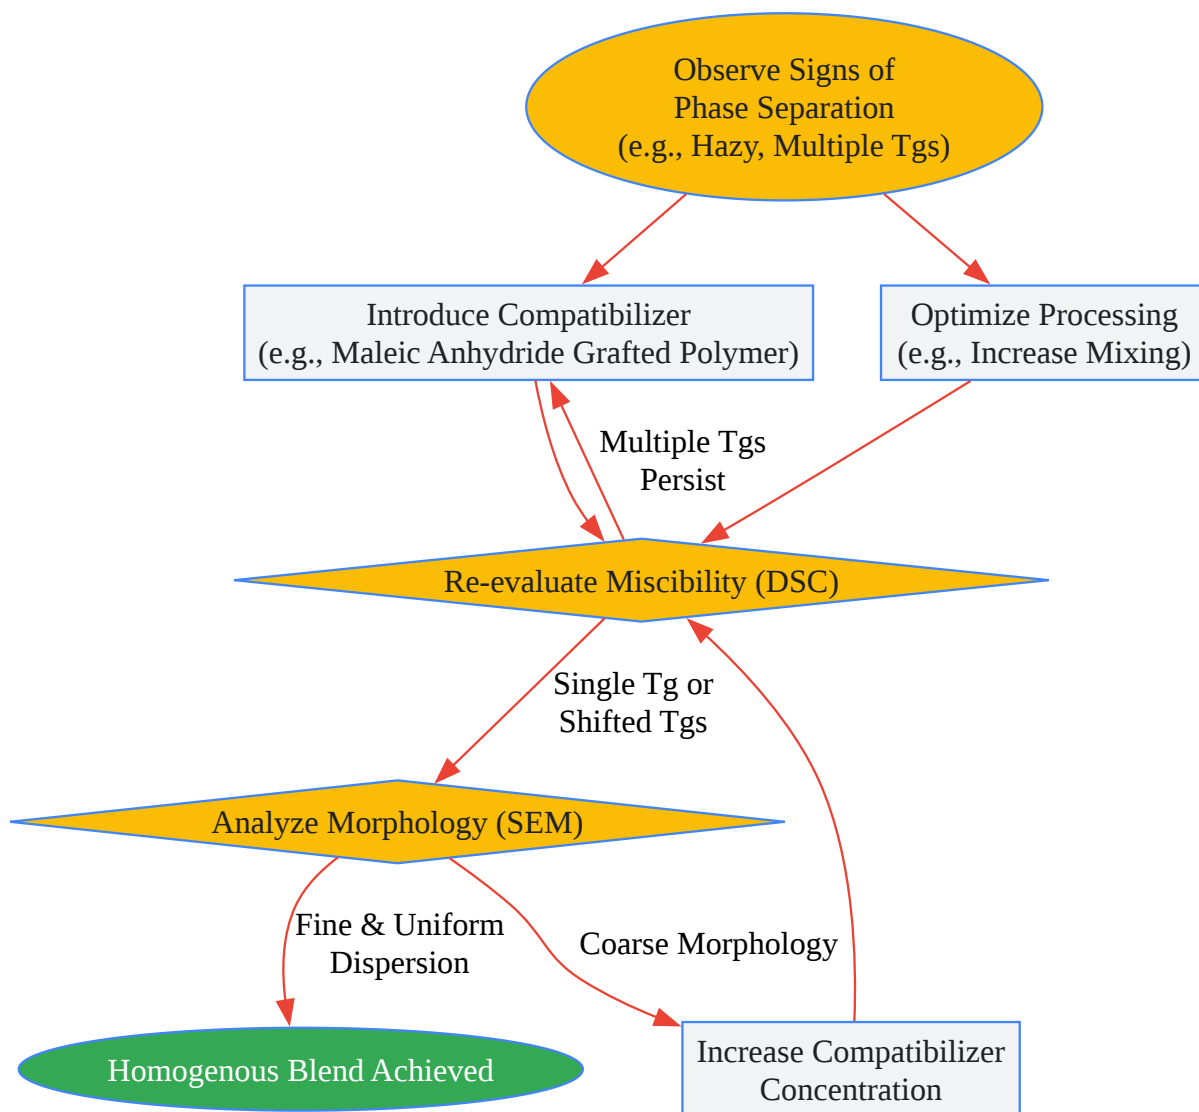 Observe Signs of
Phase Separation
(e.g., Hazy, Multiple Tgs)
Introduce Compatibilizer
(e.g., Maleic Anhydride Grafted Polymer)
Optimize Processing
(e.g., Increase Mixing)
Multiple Tgs
Persist
Re-evaluate Miscibility (DSC)
Single Tg or
Shifted Tgs
Analyze Morphology (SEM)
Fine & Uniform
Dispersion
Coarse Morphology
Homogenous Blend Achieved
Increase Compatibilizer
Concentration